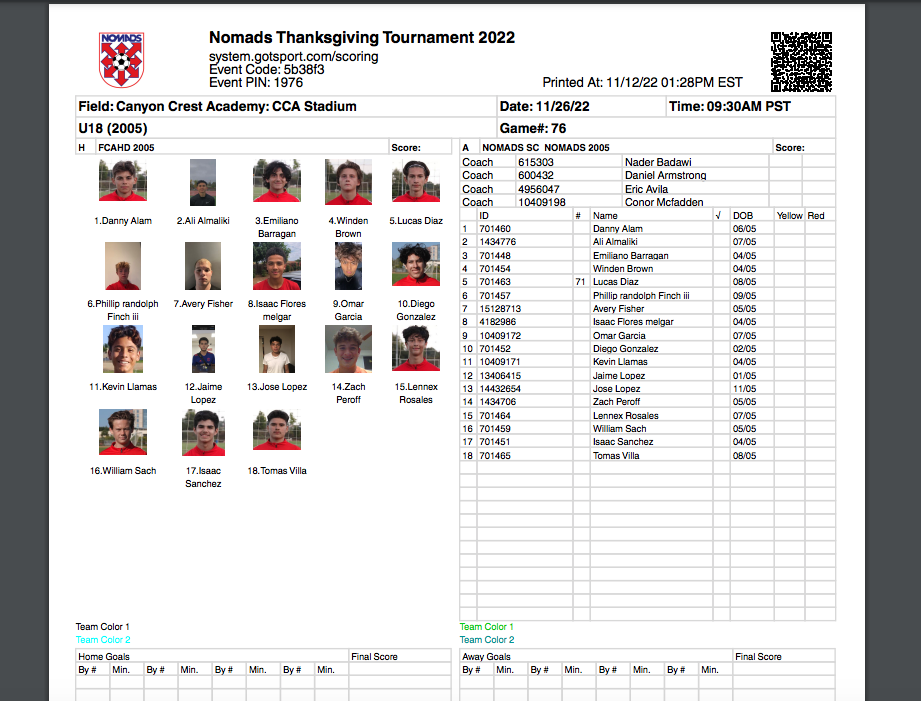 NOMADS
Nomads Thanksgiving Tournament 2022
system.gotsport.com/scoring
Event Code: 5b38f3
Event PIN: 1976
Printed At: 11/12/22 01:28PM EST
Field: Canyon Crest Academy: CCA Stadium Date: 11/26/22 Time: 09:30AM PST
U18 (2005) Game#: 76
H FCAHD 2005 Score:
1.Danny Alam 2.Ali Almaliki 3.Emiliano Barragan 4.Winden Brown 5.Lucas Diaz
6.Phillip randolph Finch iii 7.Avery Fisher 8.Isaac Flores melgar 9.Omar Garcia 10.Diego Gonzalez
11.Kevin Llamas 12.Jaime Lopez 13.Jose Lopez 14.Zach Peroff 15.Lennex Rosales
16.William Sach 17.Isaac Sanchez 18.Tomas Villa
A NOMADS SC NOMADS 2005 Score:
Coach 615303 Nader Badawi
Coach 600432 Daniel Armstrong
Coach 4956047 Eric Avila
Coach 10409198 Conor Mcfadden
ID # Name √ DOB Yellow Red
1 701460 Danny Alam 06/05
2 1434776 Ali Almaliki 07/05
3 701448 Emiliano Barragan 04/05
4 701454 Winden Brown 04/05
5 701463 71 Lucas Diaz 08/05
6 701457 Phillip randolph Finch iii 09/05
7 15128713 Avery Fisher 05/05
8 4182986 Isaac Flores melgar 04/05
9 10409172 Omar Garcia 07/05
10 701452 Diego Gonzalez 02/05
11 10409171 Kevin Llamas 04/05
12 13406415 Jaime Lopez 01/05
13 14432654 Jose Lopez 11/05
14 1434706 Zach Peroff 05/05
15 701464 Lennex Rosales 07/05
16 701459 William Sach 05/05
17 701451 Isaac Sanchez 04/05
18 701465 Tomas Villa 08/05
Team Color 1
Team Color 2
Team Color 1
Team Color 2
Home Goals Final Score
By # Min. By # Min. By # Min. By # Min.
Away Goals Final Score
By # Min. By # Min. By # Min. By # Min.